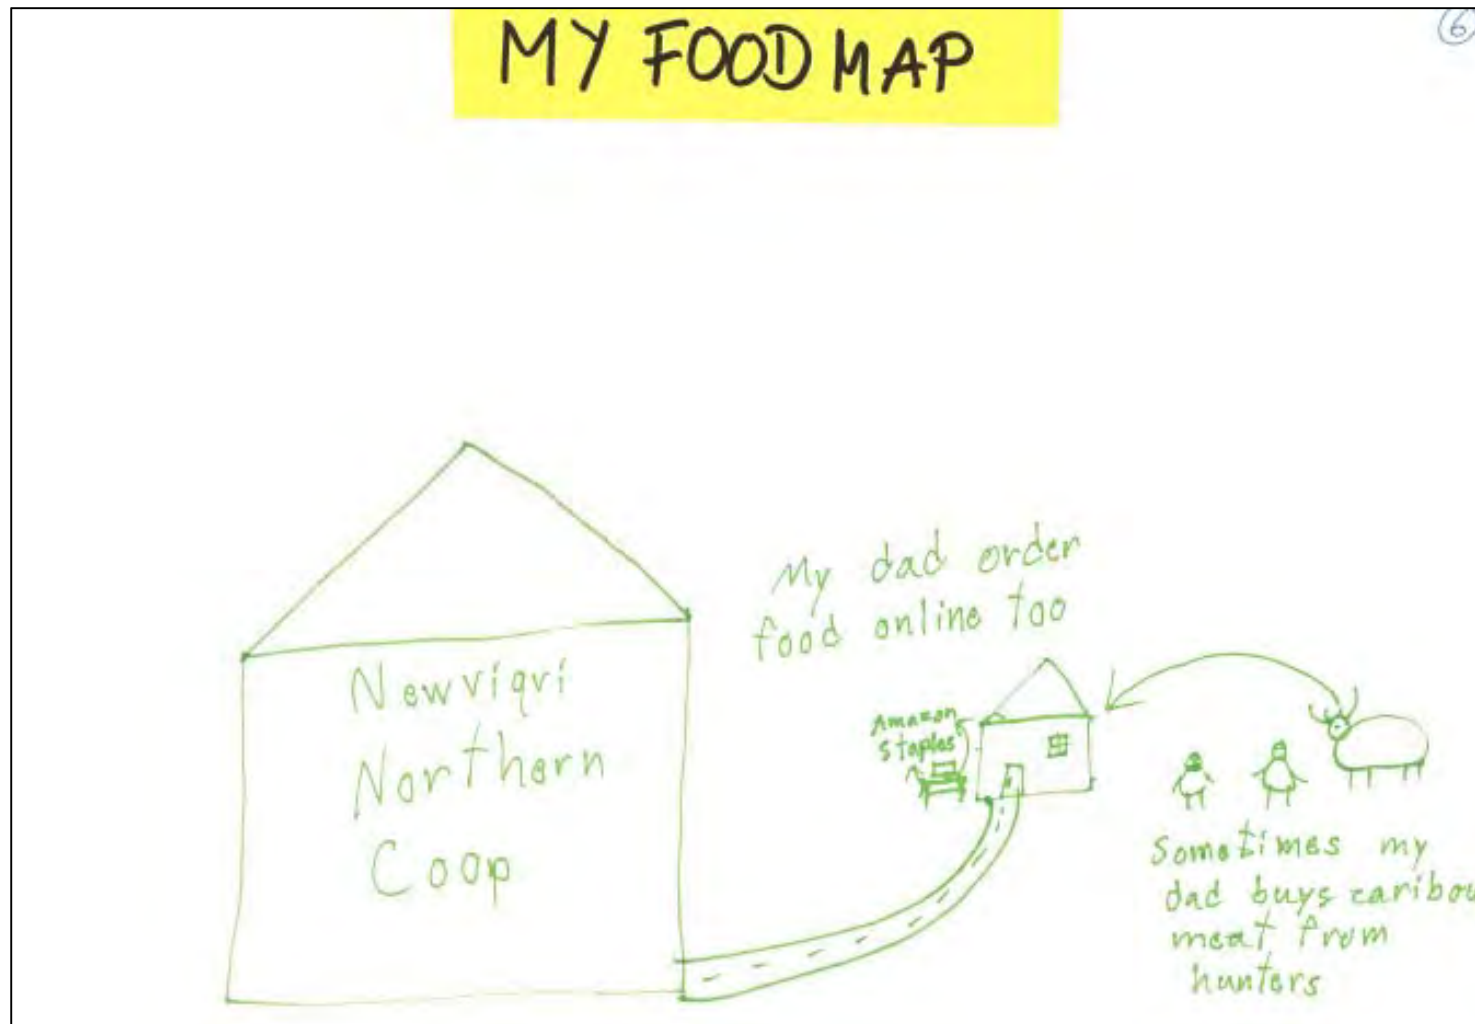 MY FOOD MAP
6
My dad order
food online too
Newviqvi
Northern
Coop
Amazon
Staples
Sometimes my
dad buys caribou
meat from
hunters